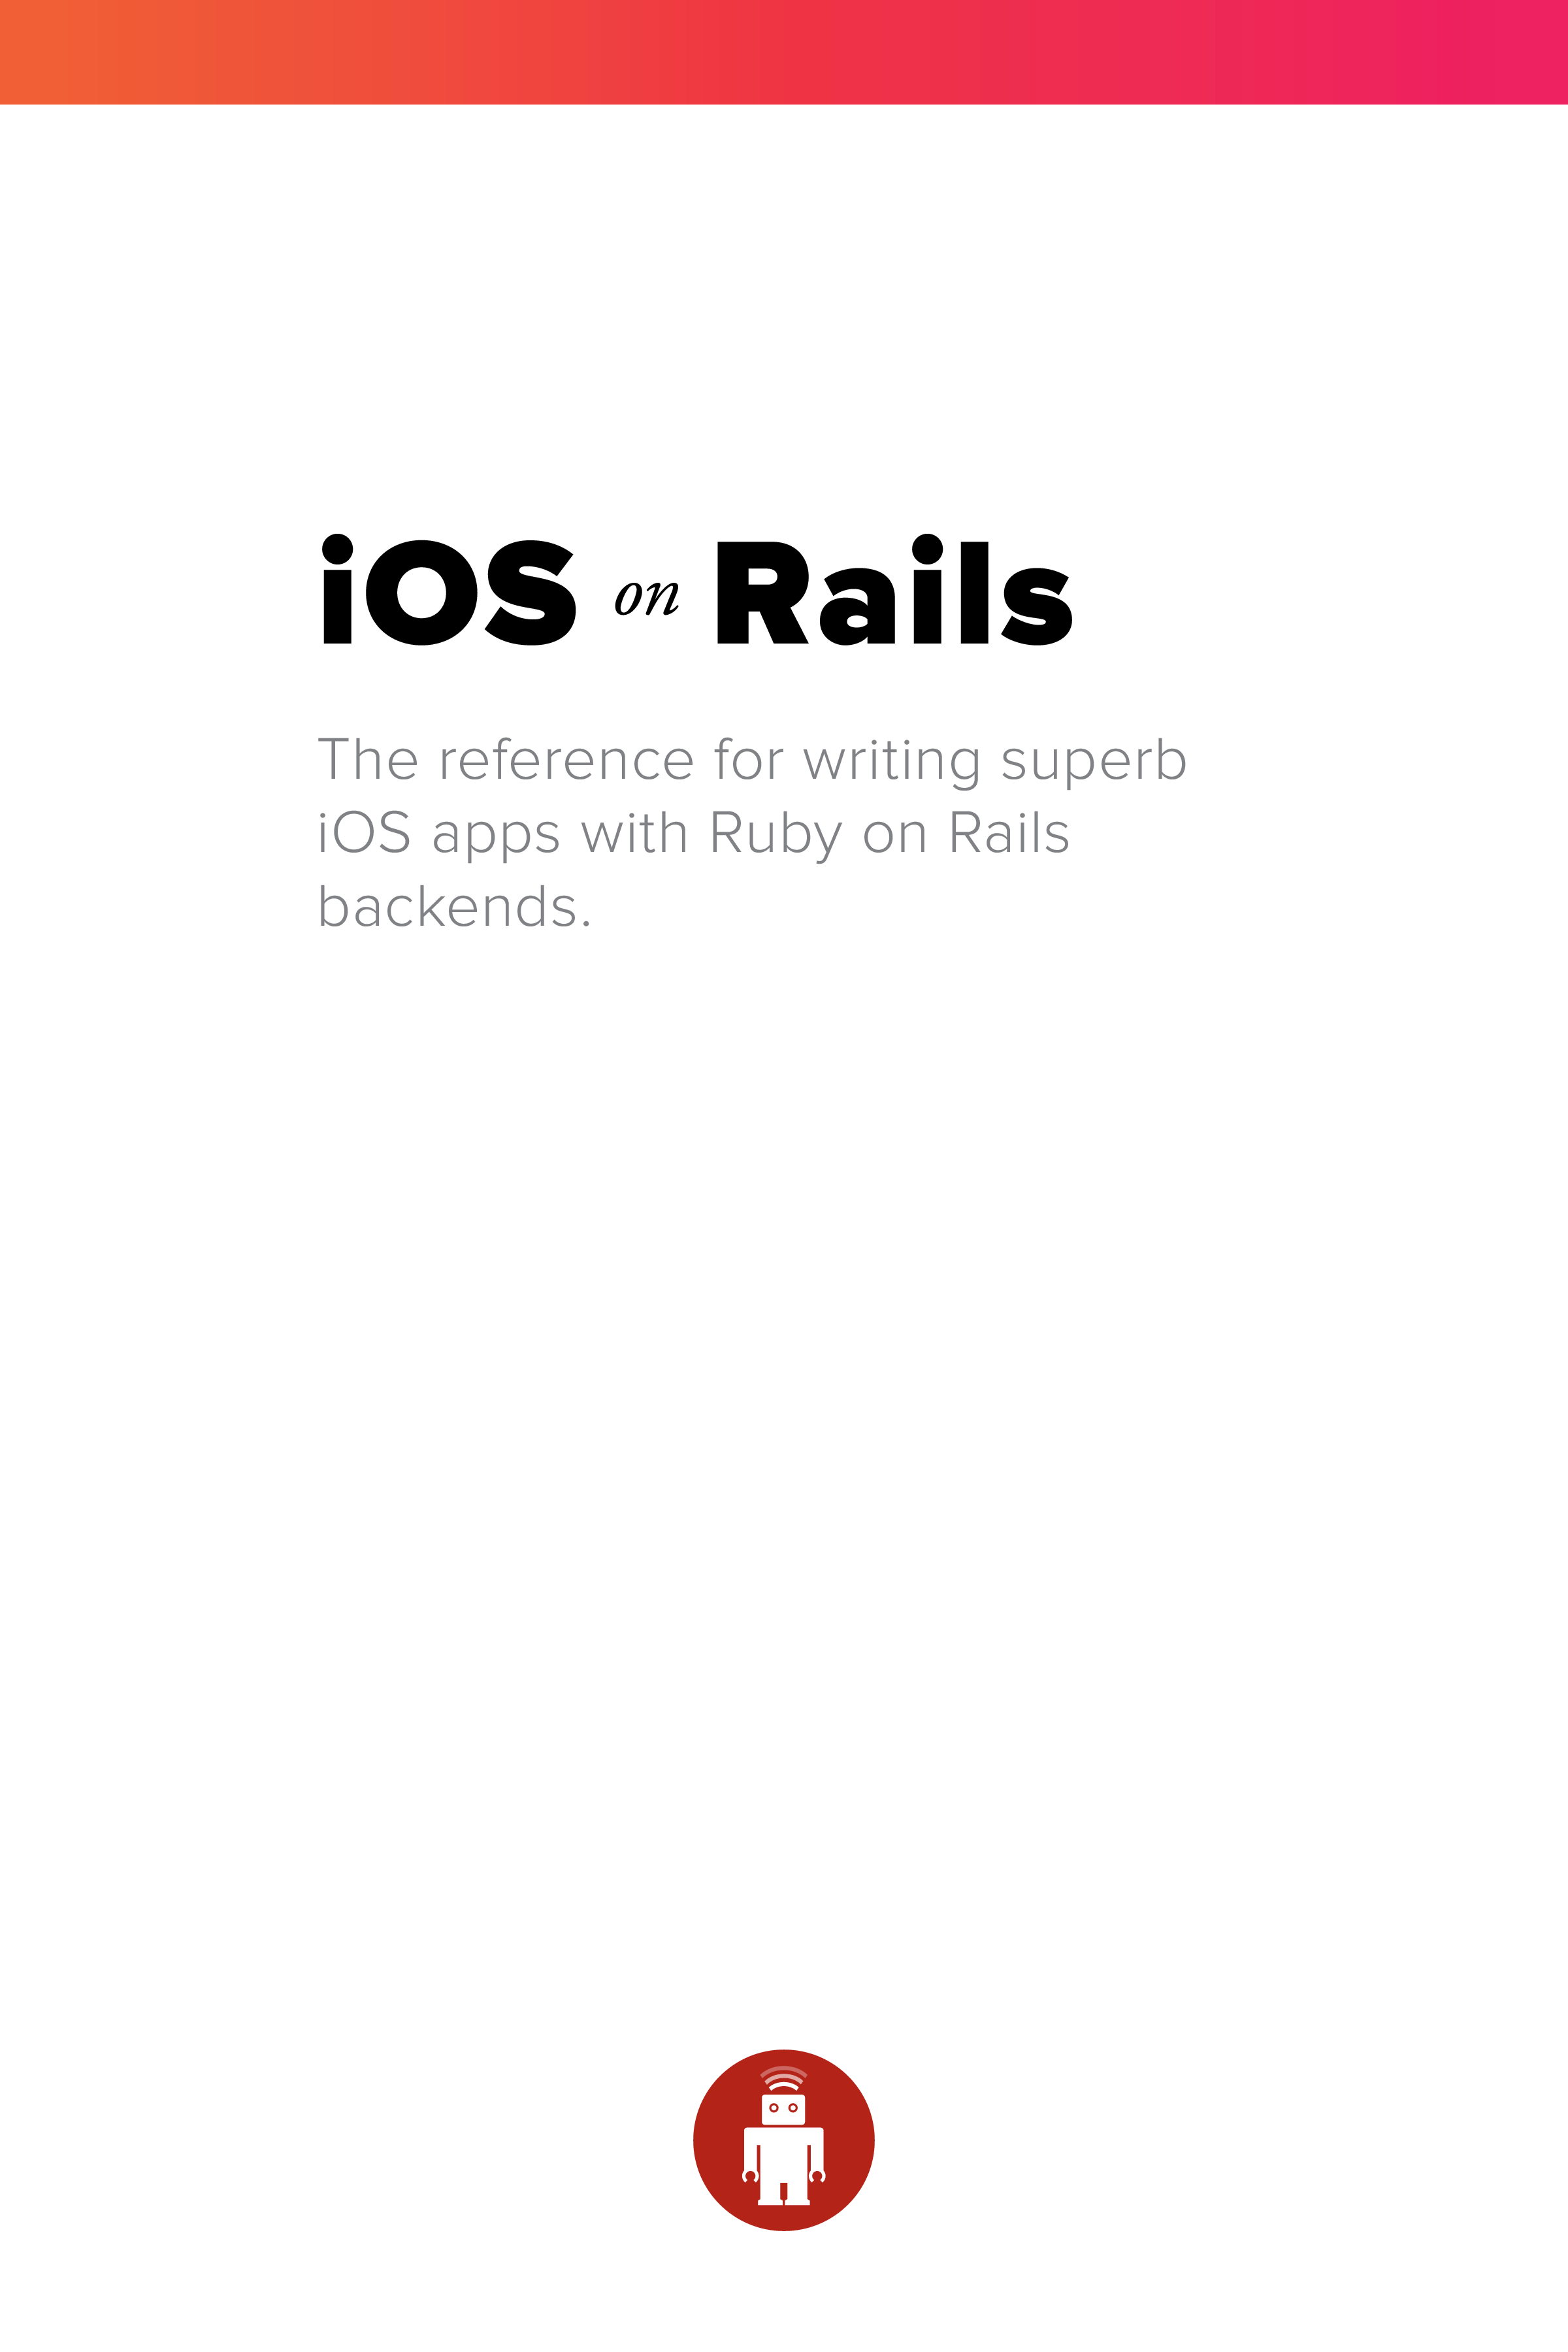 iOS on Rails
The reference for writing superb
iOS apps with Ruby on Rails
backends.